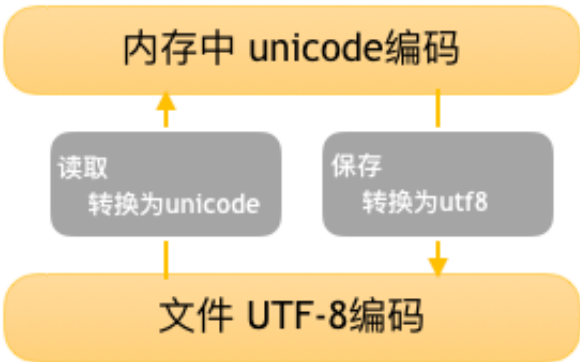 内存中 unicode编码
读取
转换为unicode
保存
转换为utf8
文件 UTF-8编码